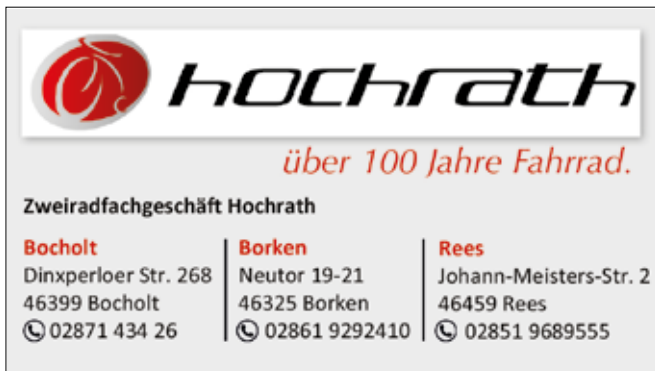 hochrath
über 100 Jahre Fahrrad.
Zweiradfachgeschäft Hochrath
Bocholt
Dinxperloer Str. 268
46399 Bocholt
02871 434 26
Borken
Neutor 19-21
46325 Borken
02861 9292410
Rees
Johann-Meisters-Str. 2
46459 Rees
02851 9689555